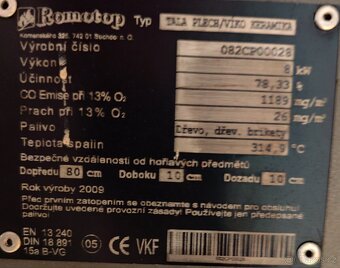 Romotop Typ TALA PLECH/VIKO KERAMIKA
Komenského 325, 742 01 Suchdol n. O.
Výrobní číslo 082CP00028
Výkon 8 kW
Účinnost 78,33 %
CO Emise při 13% O₂ 1189 mg/m³
Prach při 13% O₂ 26 mg/m³
Palivo Dřevo, dřev. brikety
Teplota spalin 314,9 °C
Bezpečné vzdálenosti od hořlavých předmětů
Dopředu 80 cm Doboku 10 cm Dozadu 10 cm
Rok výroby 2009
Před prvním zatopením se obeznamte s návodem pro obsluhu
Dodržujte uvedené provozní zásady! Používejte jen předepsané palivo
EN 13 240
DIN 18 891
15a B-VG
05 CE VKF